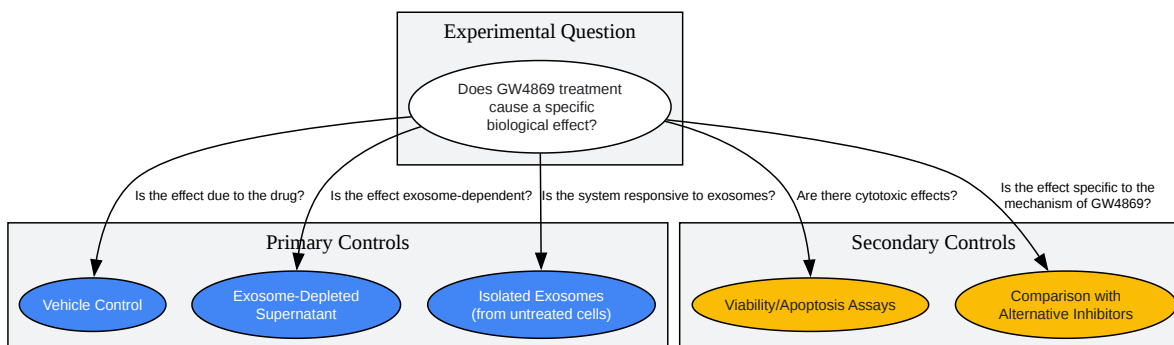 Experimental Question
Does GW4869 treatment
cause a specific
biological effect?
Is the effect due to the drug?
Is the effect exosome-dependent?
Is the system responsive to exosomes?
Are there cytotoxic effects?
Is the effect specific to the
mechanism of GW4869?
Primary Controls
Secondary Controls
Vehicle Control
Exosome-Depleted
Supernatant
Isolated Exosomes
(from untreated cells)
Viability/Apoptosis Assays
Comparison with
Alternative Inhibitors